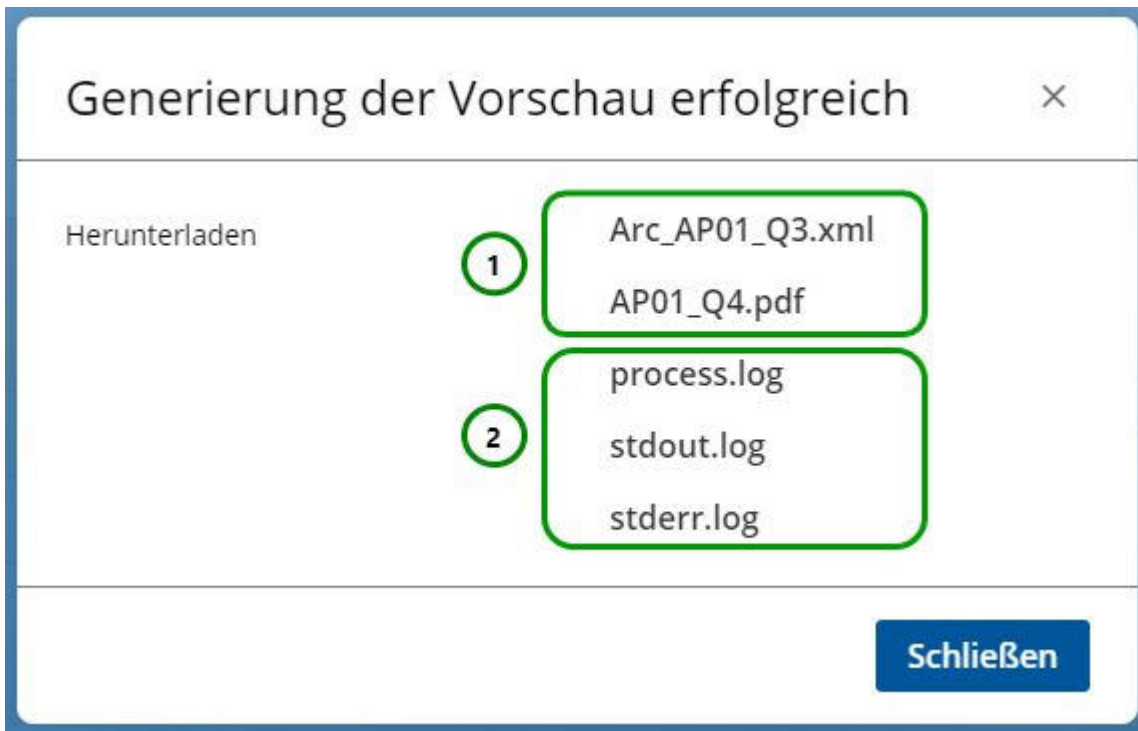 Generierung der Vorschau erfolgreich
Herunterladen
1
Arc_AP01_Q3.xml
AP01_Q4.pdf
2
process.log
stdout.log
stderr.log
Schließen